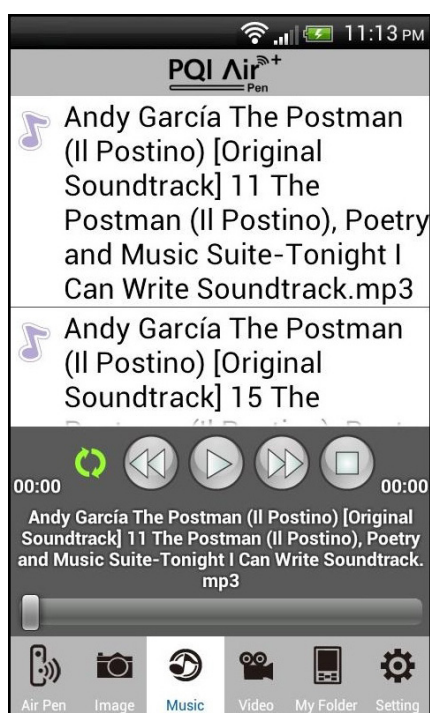 11:13 PM
PQI Air+
Pen
Andy García The Postman
(Il Postino) [Original
Soundtrack] 11 The
Postman (Il Postino), Poetry
and Music Suite-Tonight I
Can Write Soundtrack.mp3
Andy García The Postman
(Il Postino) [Original
Soundtrack] 15 The
00:00
00:00
Andy García The Postman (Il Postino) [Original
Soundtrack] 11 The Postman (Il Postino), Poetry
and Music Suite-Tonight I Can Write Soundtrack.
mp3
Air Pen Image Music Video My Folder Setting